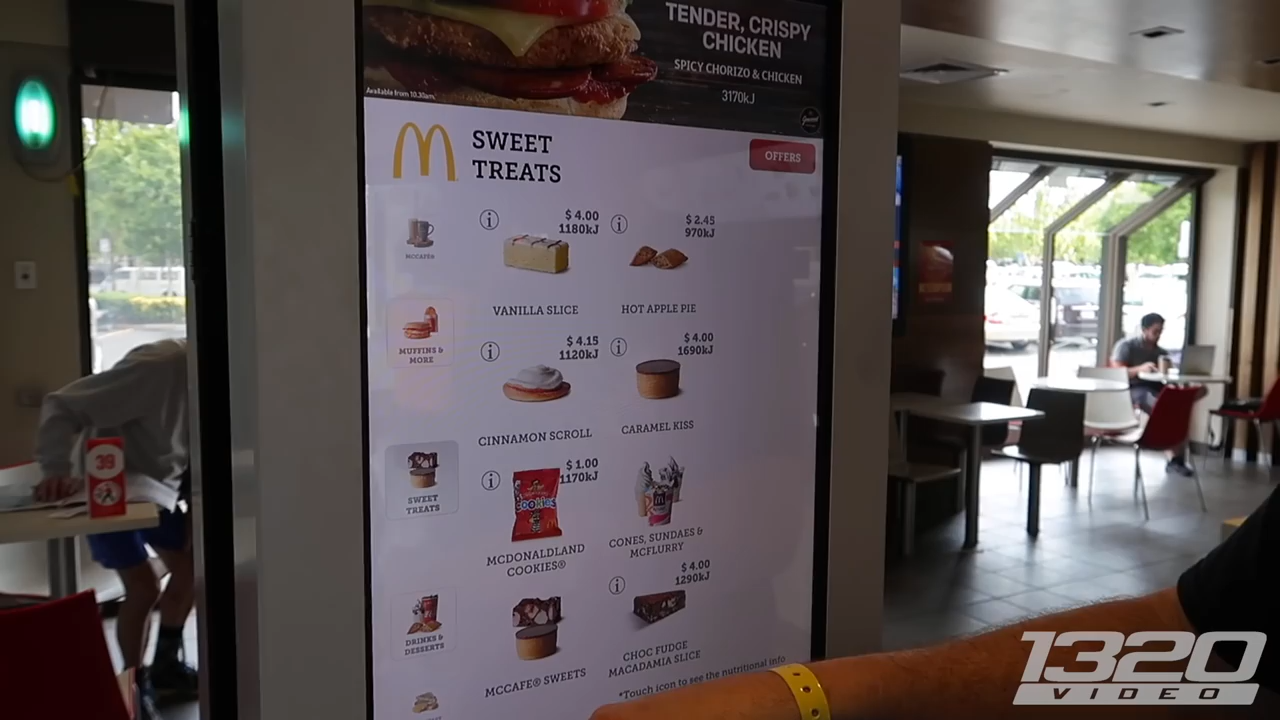 TENDER, CRISPY
CHICKEN
SPICY CHORIZO & CHICKEN
3170kJ
Available from 10.30am.
SWEET
TREATS
OFFERS
$ 4.00
1180kJ
$ 2.45
970kJ
MCCAFÉ®
VANILLA SLICE
HOT APPLE PIE
MUFFINS &
MORE
$ 4.15
1120kJ
$ 4.00
1690kJ
CINNAMON SCROLL
CARAMEL KISS
SWEET
TREATS
$ 1.00
1170kJ
COOKIES
MCDONALDLAND
COOKIES®
CONES, SUNDAES &
MCFLURRY
$ 4.00
1290kJ
DRINKS &
DESSERTS
MCCAFE® SWEETS
CHOC FUDGE
MACADAMIA SLICE
*Touch icon to see the nutritional info
39
1320
VIDEO